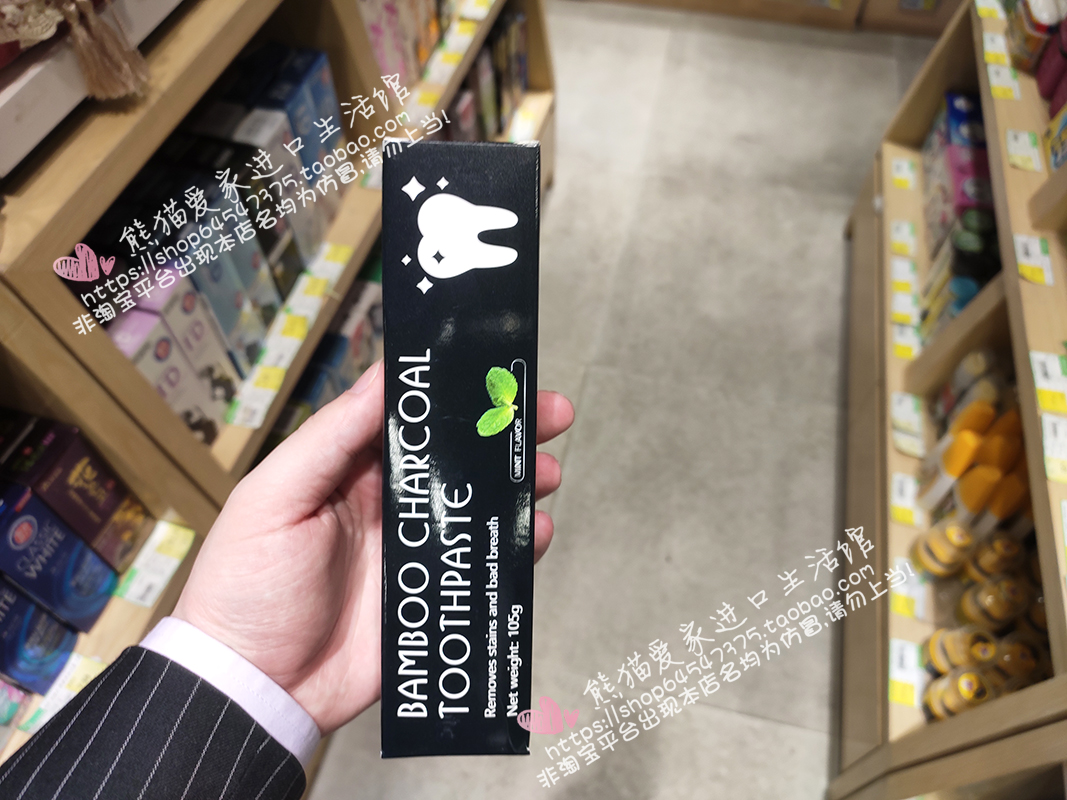 熊猫爱家进口生活馆
https://shop64547375.taobao.com
非淘宝平台出现本店名均为仿冒,请勿上当!
BAMBOO CHARCOAL
TOOTHPASTE
Removes stains and bad breath
Net weight: 105g
MINT FLAVOR
WHITE
熊猫爱家进口生活馆
https://shop64547375.taobao.com
非淘宝平台出现本店名均为仿冒,请勿上当!